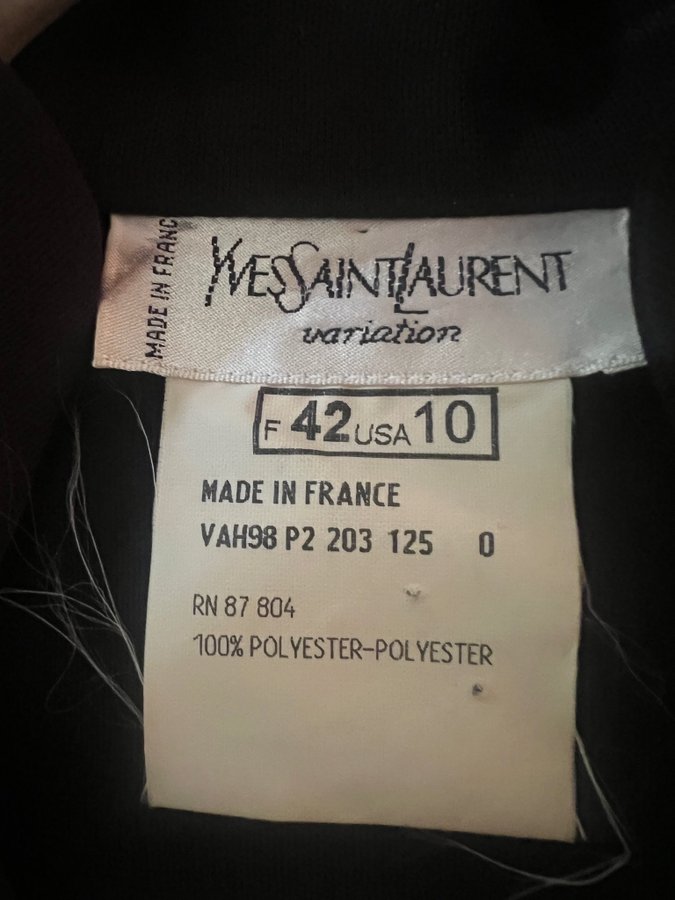 MADE IN FRANC
YVESSAINTLAURENT
variation
F 42 USA 10
MADE IN FRANCE
VAH98 P2 203 125 0
RN 87 804
100% POLYESTER-POLYESTER